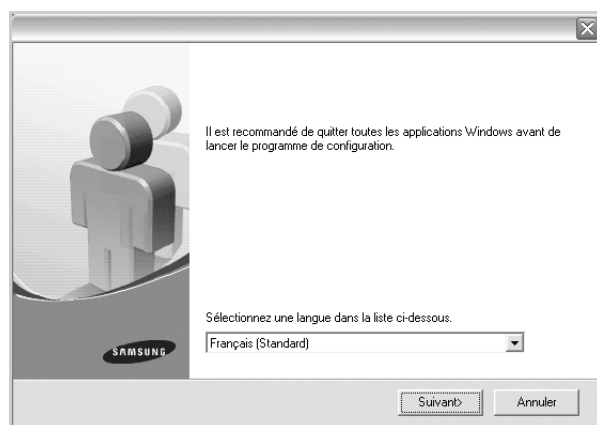 Il est recommandé de quitter toutes les applications Windows avant de
lancer le programme de configuration.
Sélectionnez une langue dans la liste ci-dessous.
Français (Standard)
SAMSUNG
Suivant>
Annuler